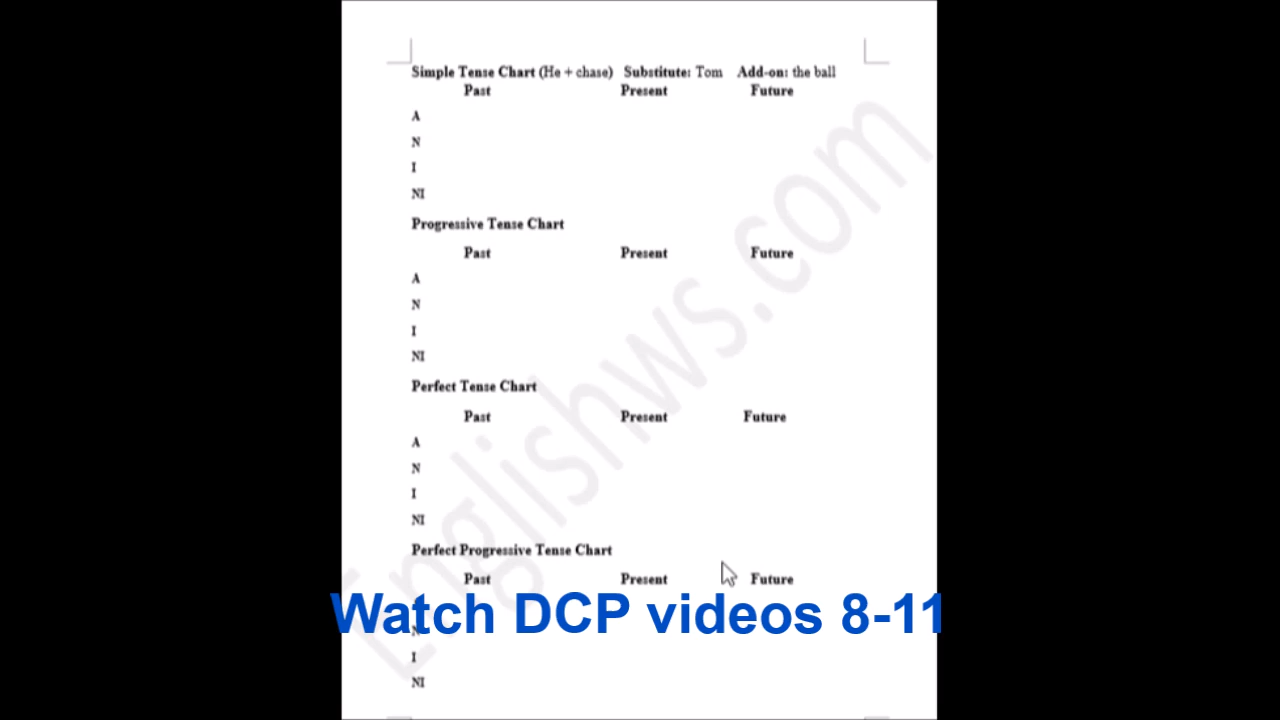 Simple Tense Chart (He + chase) Substitute: Tom Add-on: the ball
Past Present Future
A
N
I
NI
Progressive Tense Chart
Past Present Future
A
N
I
NI
Perfect Tense Chart
Past Present Future
A
N
I
NI
Perfect Progressive Tense Chart
Past Present Future
Watch DCP videos 8-11
N
I
NI
Englishws.com